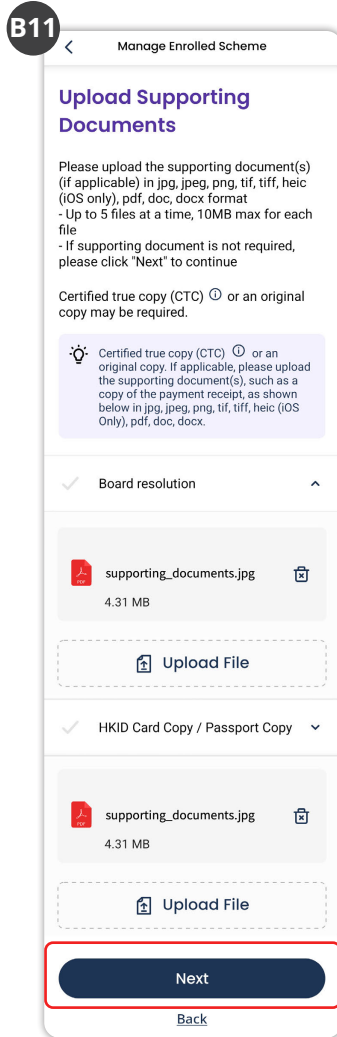 B11
Manage Enrolled Scheme
Upload Supporting
Documents
Please upload the supporting document(s)
(if applicable) in jpg, jpeg, png, tif, tiff, heic
(iOS only), pdf, doc, docx format
- Up to 5 files at a time, 10MB max for each
file
- If supporting document is not required,
please click "Next" to continue
Certified true copy (CTC) ⓘ or an original
copy may be required.
Certified true copy (CTC) ⓘ or an
original copy. If applicable, please upload
the supporting document(s), such as a
copy of the payment receipt, as shown
below in jpg, jpeg, png, tif, tiff, heic (iOS
Only), pdf, doc, docx.
Board resolution
supporting_documents.jpg
PDF
4.31 MB
Upload File
HKID Card Copy / Passport Copy
supporting_documents.jpg
PDF
4.31 MB
Upload File
Next
Back